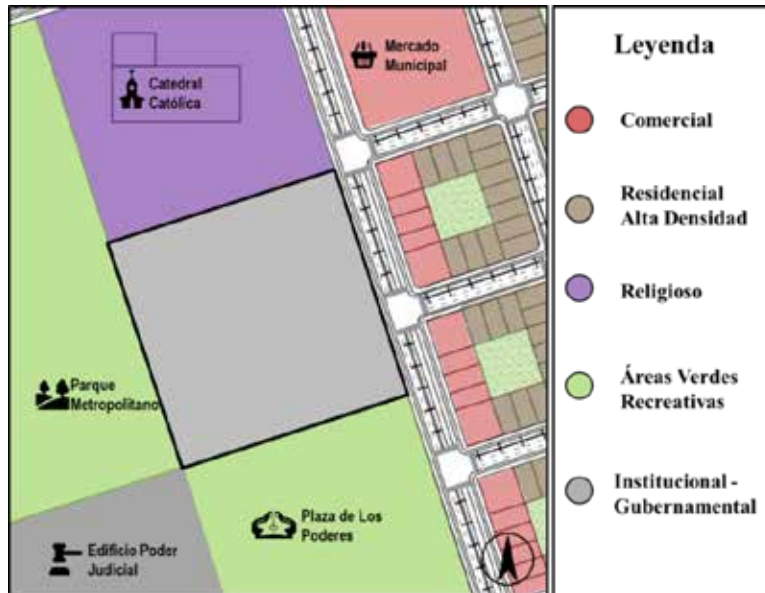 Catedral
Católica
Mercado
Municipal
Parque
Metropolitano
Plaza de Los
Poderes
Edificio Poder
Judicial
Leyenda
Comercial
Residencial
Alta Densidad
Religioso
Áreas Verdes
Recreativas
Institucional -
Gubernamental